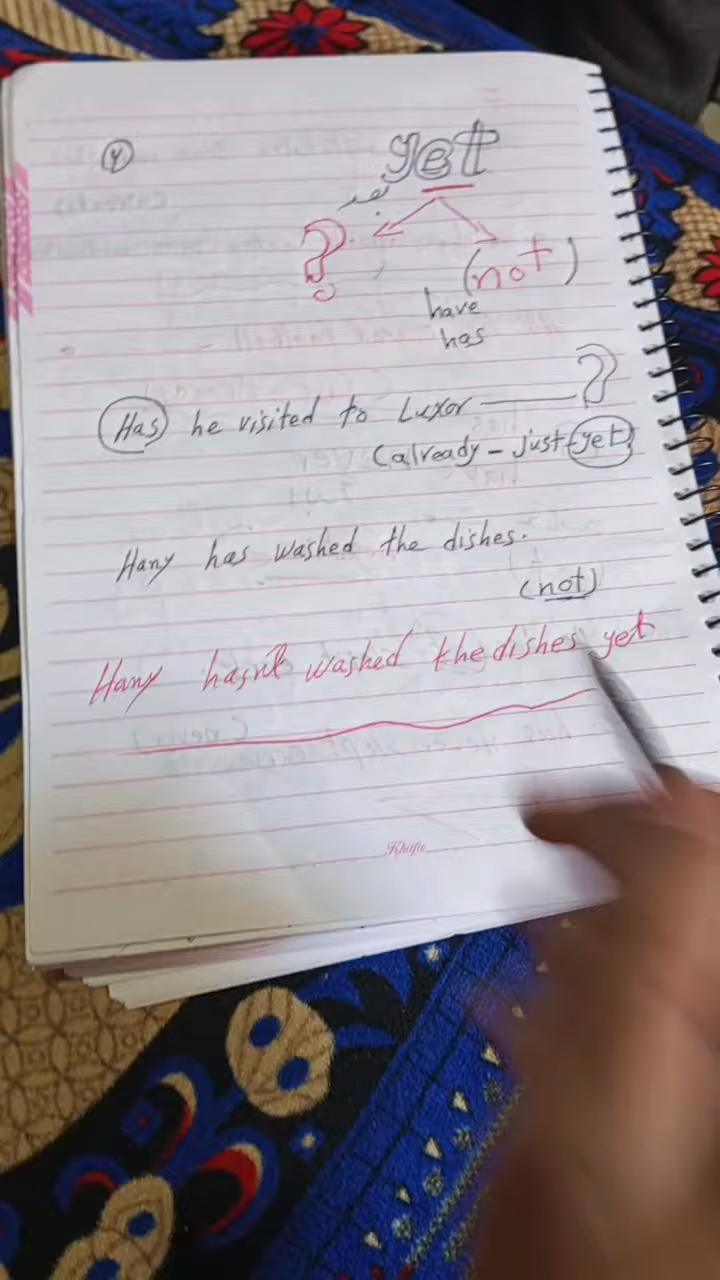 4
yet
بعد
? (not)
have
has
Has he visited to Luxor ———?
(already – just – yet)
Hany has washed the dishes.
(not)
Hany hasn't washed the dishes yet
Khufu